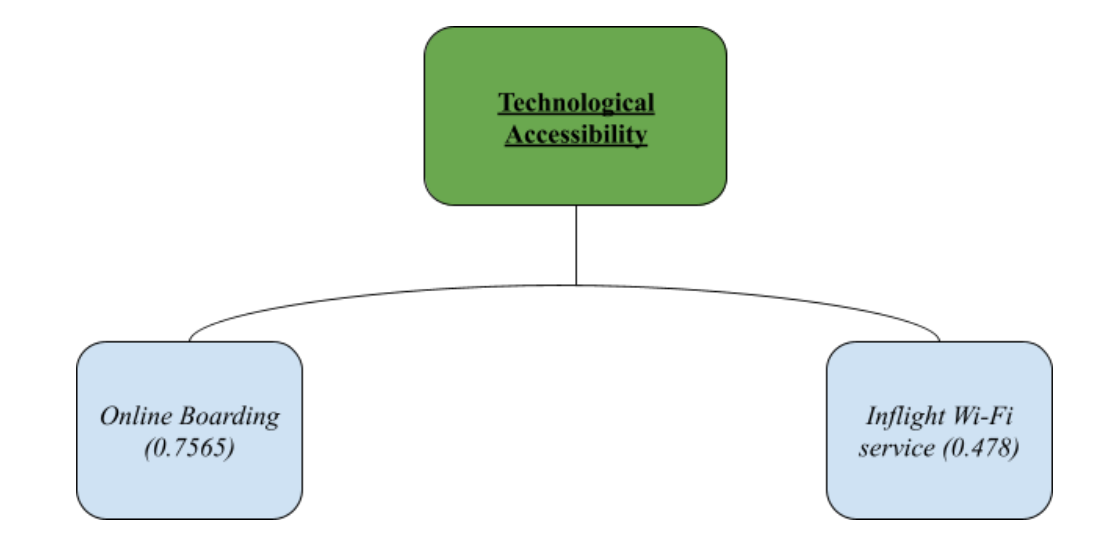 Technological
Accessibility
Online Boarding
(0.7565)
Inflight Wi-Fi
service (0.478)